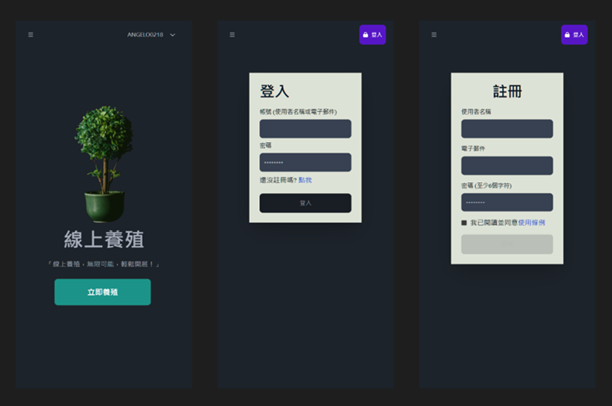 ANGELO0218
線上養殖
「線上養殖，無限可能，輕鬆開展！」
立即養殖
登入
登入
帳號 (使用者名稱或電子郵件)
密碼
還沒註冊嗎? 點我
登入
登入
註冊
使用者名稱
電子郵件
密碼 (至少6個字符)
我已閱讀並同意使用條例